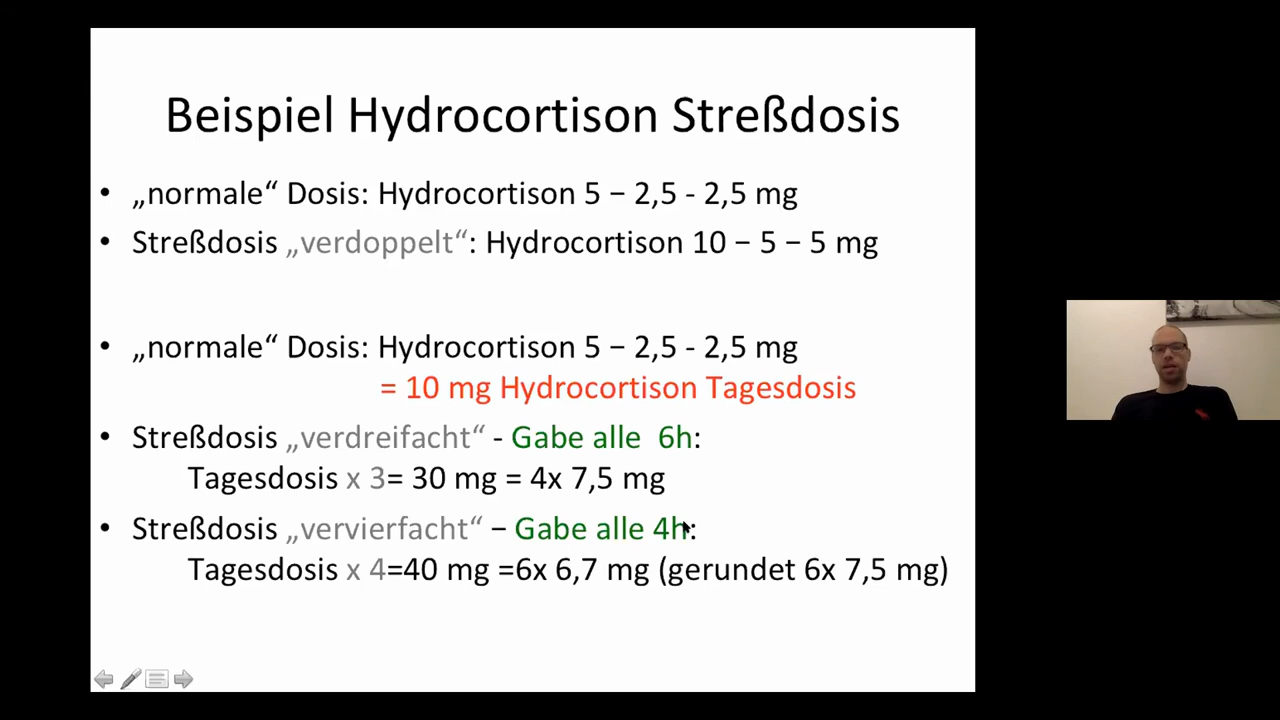 Beispiel Hydrocortison Streßdosis
• „normale“ Dosis: Hydrocortison 5 – 2,5 - 2,5 mg
• Streßdosis „verdoppelt“: Hydrocortison 10 – 5 – 5 mg
• „normale“ Dosis: Hydrocortison 5 – 2,5 - 2,5 mg
= 10 mg Hydrocortison Tagesdosis
• Streßdosis „verdreifacht“ - Gabe alle 6h:
Tagesdosis x 3= 30 mg = 4x 7,5 mg
• Streßdosis „vervierfacht“ – Gabe alle 4h:
Tagesdosis x 4=40 mg =6x 6,7 mg (gerundet 6x 7,5 mg)